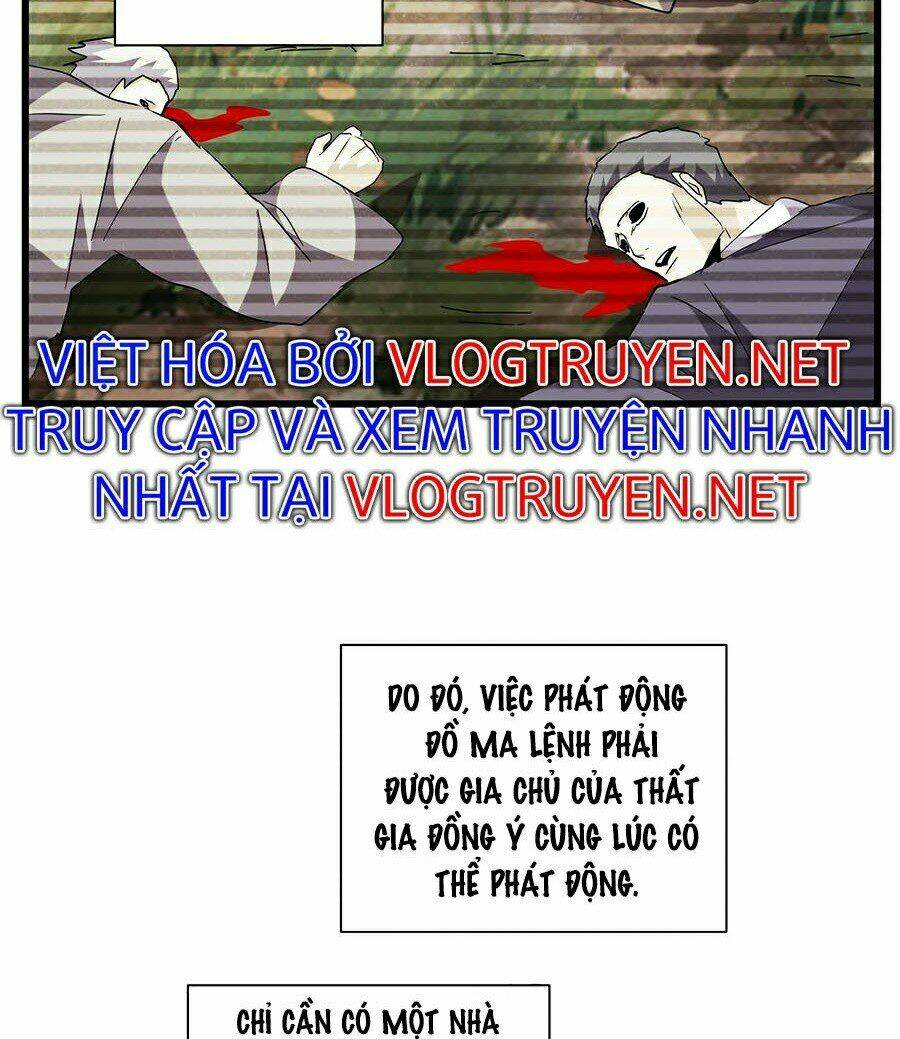 VIỆT HÓA BỞI VLOGTRUYEN.NET
TRUY CẬP VÀ XEM TRUYỆN NHANH
NHẤT TẠI VLOGTRUYEN.NET
DO ĐÓ, VIỆC PHÁT ĐỘNG
ĐỒ MA LỆNH PHẢI
ĐƯỢC GIA CHỦ CỦA THẤT
GIA ĐỒNG Ý CÙNG LÚC CÓ
THỂ PHÁT ĐỘNG.
CHỈ CẦN CÓ MỘT NHÀ